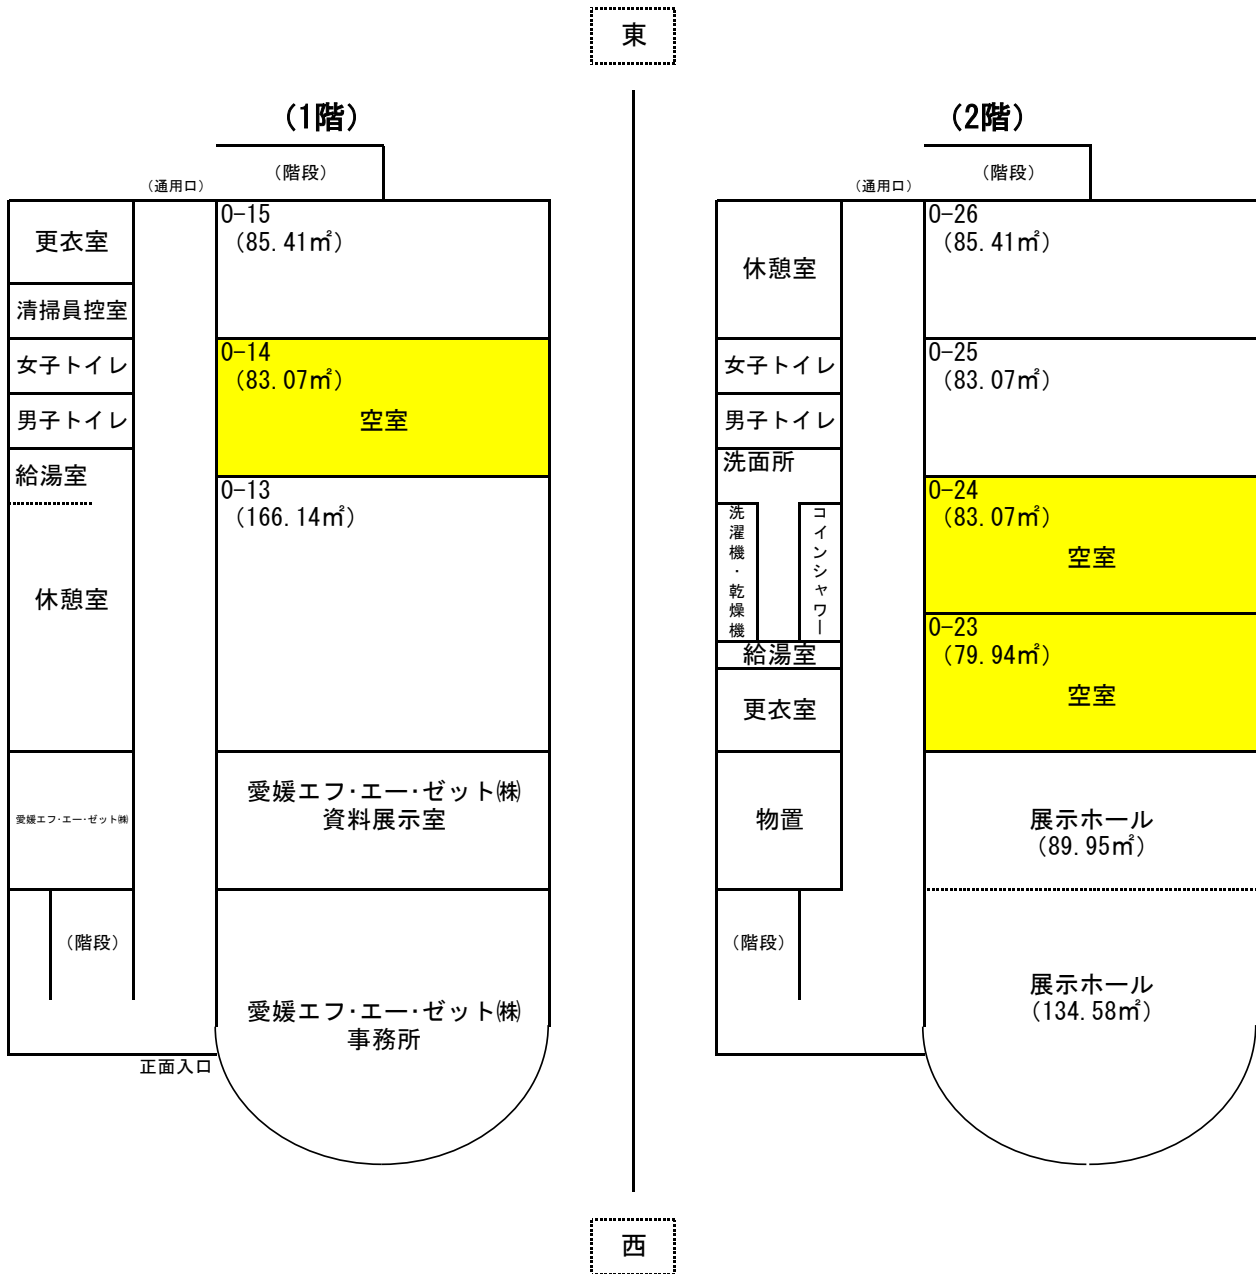 東
（1階）
（階段）
（通用口）
更衣室
清掃員控室
女子トイレ
男子トイレ
給湯室
休憩室
愛媛エフ・エー・ゼット㈱
（階段）
正面入口
O-15
（85.41㎡）
O-14
（83.07㎡）
空室
O-13
（166.14㎡）
愛媛エフ・エー・ゼット㈱
資料展示室
愛媛エフ・エー・ゼット㈱
事務所
（2階）
（階段）
（通用口）
休憩室
女子トイレ
男子トイレ
洗面所
洗濯機・乾燥機
コインシャワー
給湯室
更衣室
物置
（階段）
O-26
（85.41㎡）
O-25
（83.07㎡）
O-24
（83.07㎡）
空室
O-23
（79.94㎡）
空室
展示ホール
（89.95㎡）
展示ホール
（134.58㎡）
西